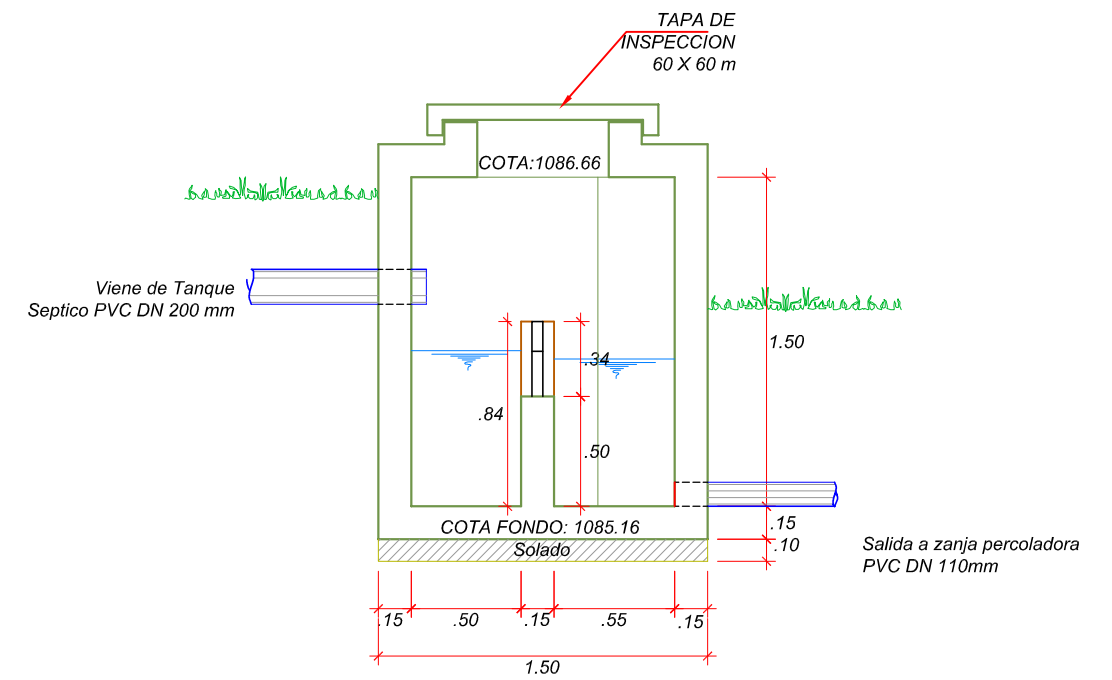 TAPA DE
INSPECCION
60 X 60 m
COTA:1086.66
Viene de Tanque
Septico PVC DN 200 mm
1.50
.34
.84
.50
COTA FONDO: 1085.16
.15
Solado
.10
Salida a zanja percoladora
PVC DN 110mm
.15
.50
.15
.55
.15
1.50